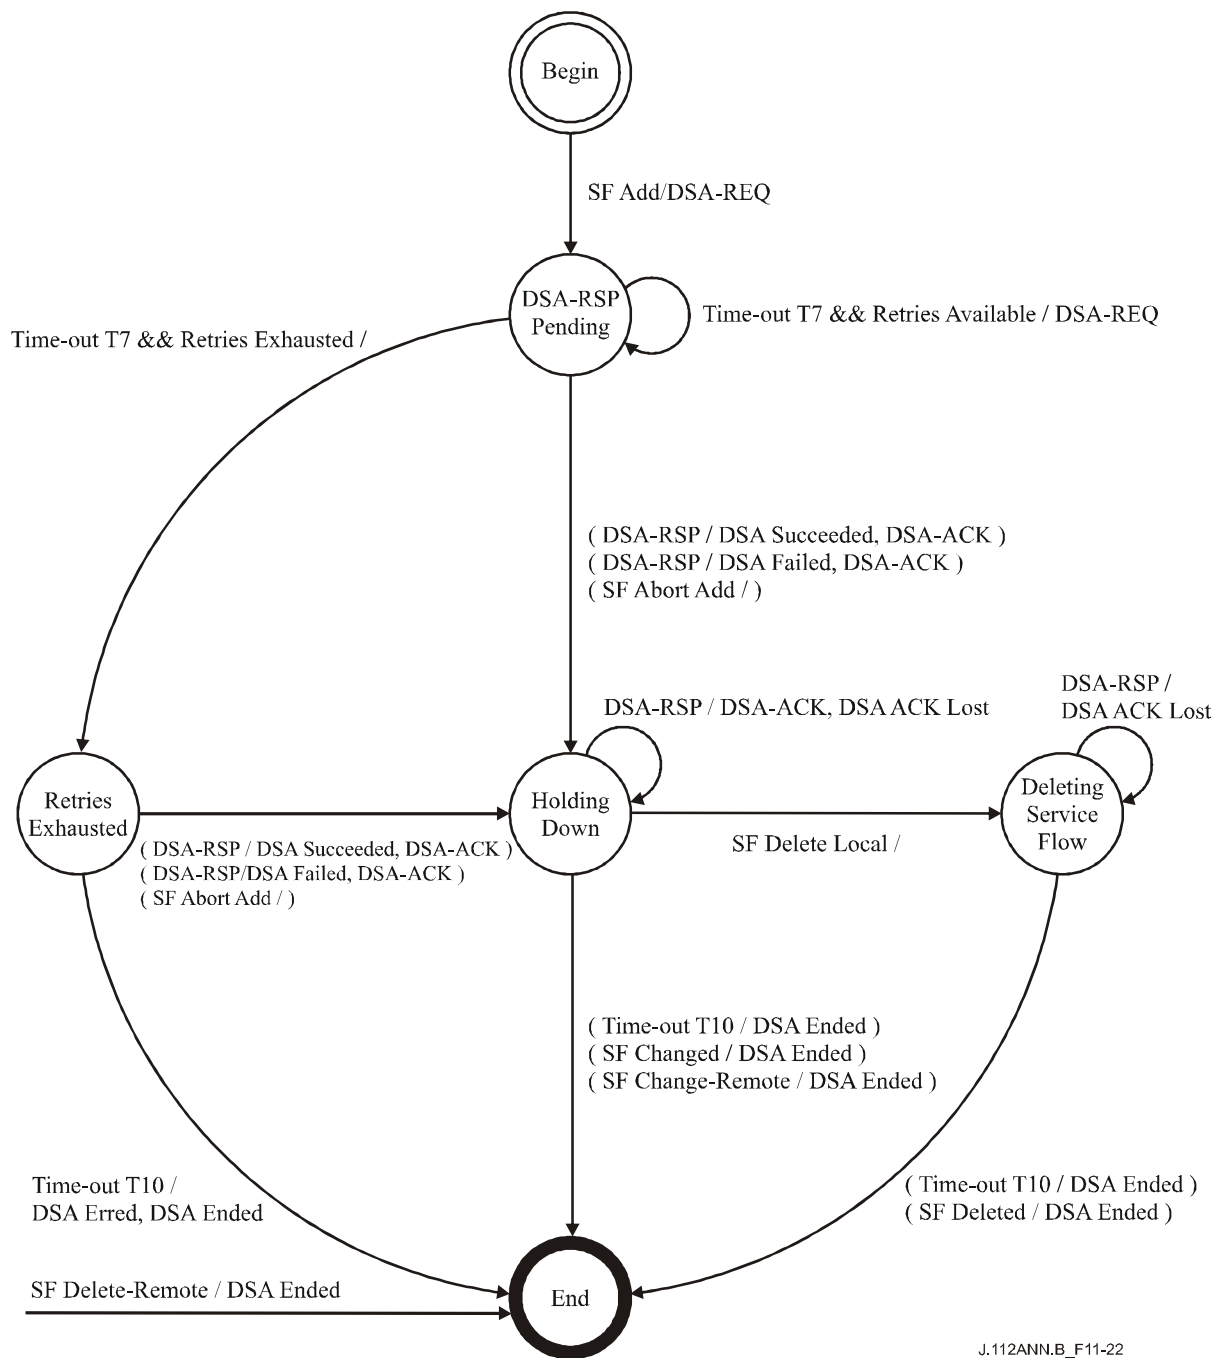 Begin
SF Add/DSA-REQ
DSA-RSP
Pending
Time-out T7 && Retries Available / DSA-REQ
Time-out T7 && Retries Exhausted /
( DSA-RSP / DSA Succeeded, DSA-ACK )
( DSA-RSP / DSA Failed, DSA-ACK )
( SF Abort Add / )
DSA-RSP / DSA-ACK, DSA ACK Lost
DSA-RSP /
DSA ACK Lost
Retries
Exhausted
Holding
Down
Deleting
Service
Flow
SF Delete Local /
( DSA-RSP / DSA Succeeded, DSA-ACK )
( DSA-RSP/DSA Failed, DSA-ACK )
( SF Abort Add / )
( Time-out T10 / DSA Ended )
( SF Changed / DSA Ended )
( SF Change-Remote / DSA Ended )
Time-out T10 /
DSA Erred, DSA Ended
( Time-out T10 / DSA Ended )
( SF Deleted / DSA Ended )
SF Delete-Remote / DSA Ended
End
J.112ANN.B_F11-22